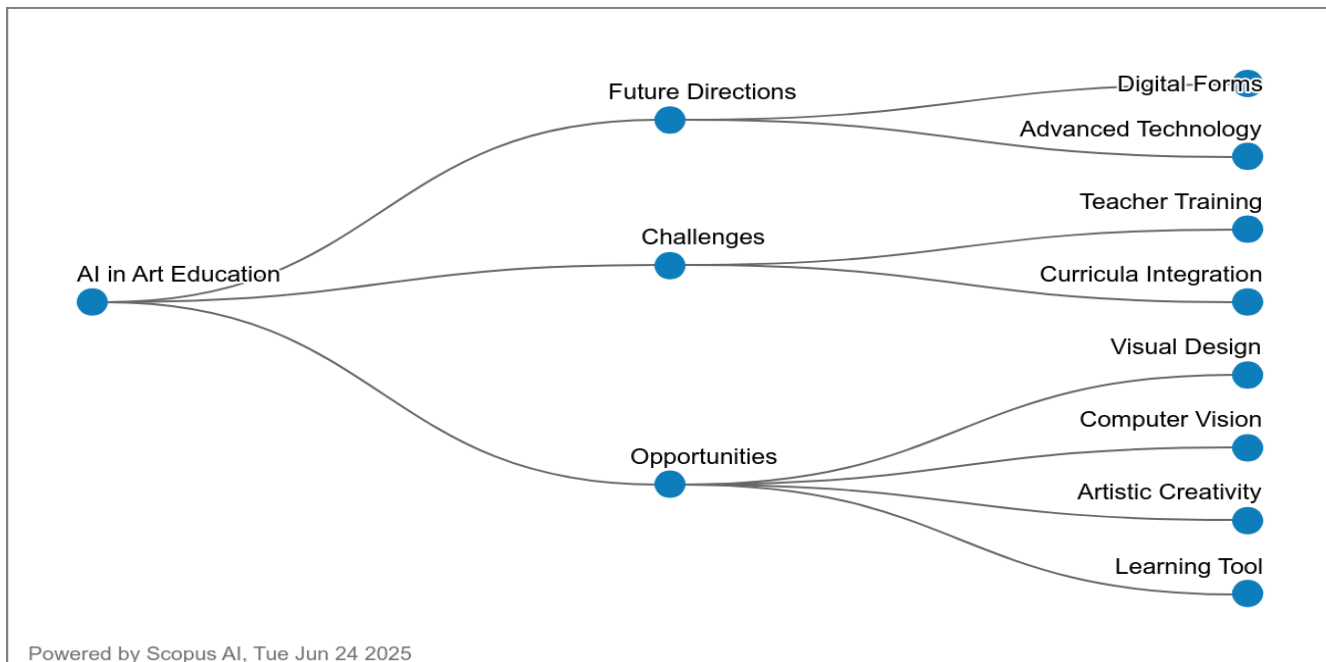 Future Directions
Digital Forms
Advanced Technology
Teacher Training
Challenges
AI in Art Education
Curricula Integration
Visual Design
Computer Vision
Opportunities
Artistic Creativity
Learning Tool
Powered by Scopus AI, Tue Jun 24 2025